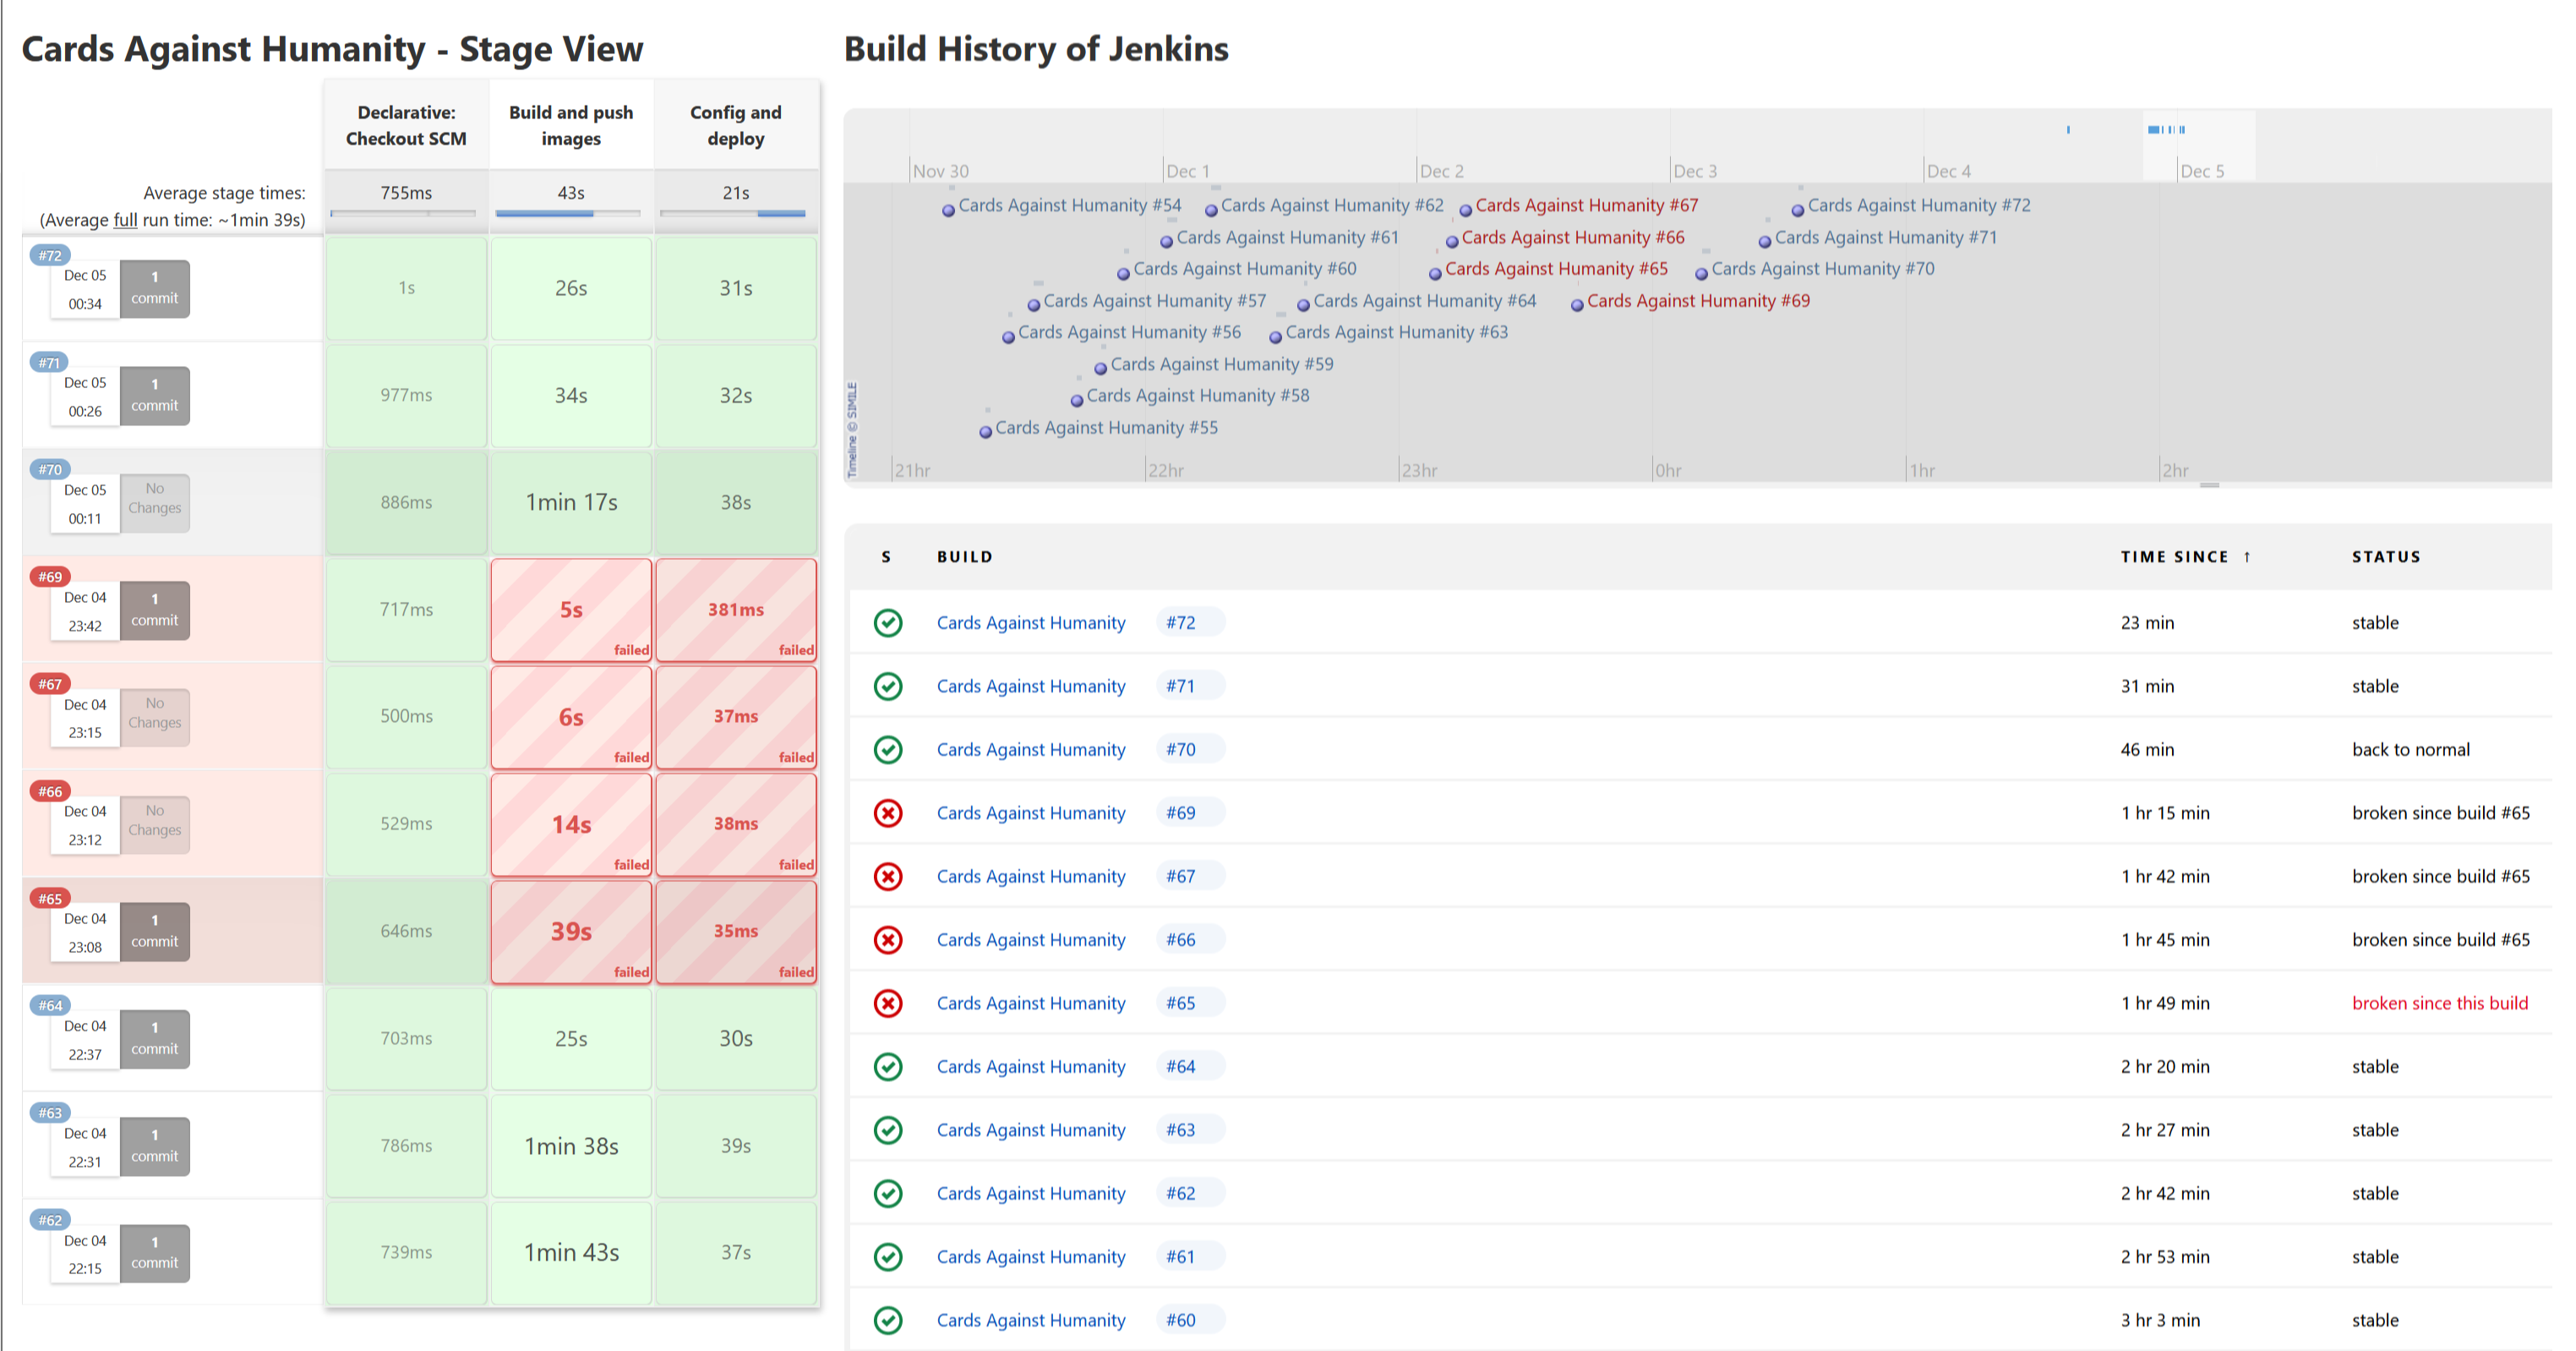 Cards Against Humanity - Stage View
Declarative:
Checkout SCM
Build and push
images
Config and
deploy
Average stage times:
(Average full run time: ~1min 39s)
755ms
43s
21s
#72
Dec 05
00:34
1
commit
1s
26s
31s
#71
Dec 05
00:26
1
commit
977ms
34s
32s
#70
Dec 05
00:11
No
Changes
886ms
1min 17s
38s
#69
Dec 04
23:42
1
commit
717ms
5s
failed
381ms
failed
#67
Dec 04
23:15
No
Changes
500ms
6s
failed
37ms
failed
#66
Dec 04
23:12
No
Changes
529ms
14s
failed
38ms
failed
#65
Dec 04
23:08
1
commit
646ms
39s
failed
35ms
failed
#64
Dec 04
22:37
1
commit
703ms
25s
30s
#63
Dec 04
22:31
1
commit
786ms
1min 38s
39s
#62
Dec 04
22:15
1
commit
739ms
1min 43s
37s
Build History of Jenkins
Nov 30 Dec 1 Dec 2 Dec 3 Dec 4 Dec 5
Cards Against Humanity #54 Cards Against Humanity #62 Cards Against Humanity #67 Cards Against Humanity #72
Cards Against Humanity #61 Cards Against Humanity #66 Cards Against Humanity #71
Cards Against Humanity #60 Cards Against Humanity #65 Cards Against Humanity #70
Cards Against Humanity #57 Cards Against Humanity #64 Cards Against Humanity #69
Cards Against Humanity #56 Cards Against Humanity #63
Cards Against Humanity #59
Cards Against Humanity #58
Cards Against Humanity #55
Timeline © SIMILE
21hr 22hr 23hr 0hr 1hr 2hr
S BUILD TIME SINCE ↑ STATUS
Cards Against Humanity #72 23 min stable
Cards Against Humanity #71 31 min stable
Cards Against Humanity #70 46 min back to normal
Cards Against Humanity #69 1 hr 15 min broken since build #65
Cards Against Humanity #67 1 hr 42 min broken since build #65
Cards Against Humanity #66 1 hr 45 min broken since build #65
Cards Against Humanity #65 1 hr 49 min broken since this build
Cards Against Humanity #64 2 hr 20 min stable
Cards Against Humanity #63 2 hr 27 min stable
Cards Against Humanity #62 2 hr 42 min stable
Cards Against Humanity #61 2 hr 53 min stable
Cards Against Humanity #60 3 hr 3 min stable